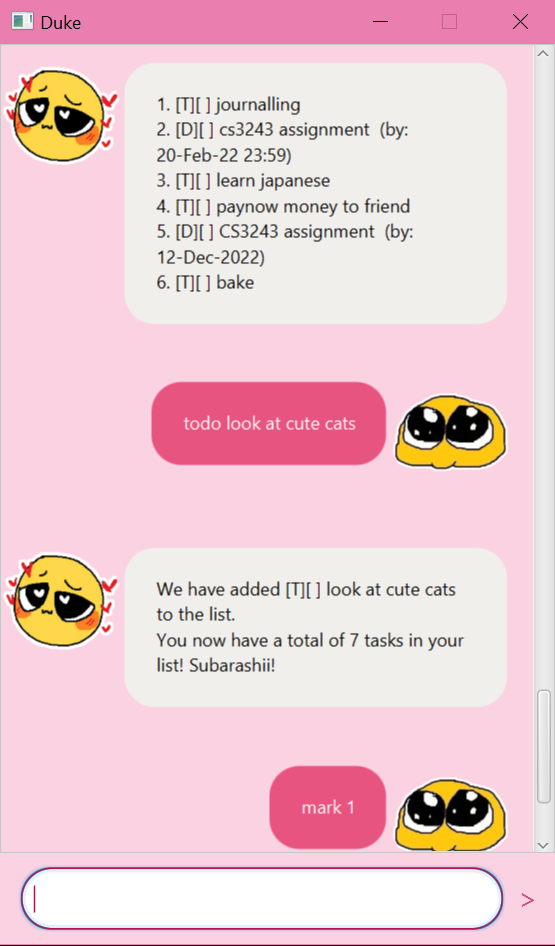 Duke
1. [T][ ] journalling
2. [D][ ] cs3243 assignment  (by:
20-Feb-22 23:59)
3. [T][ ] learn japanese
4. [T][ ] paynow money to friend
5. [D][ ] CS3243 assignment  (by:
12-Dec-2022)
6. [T][ ] bake
todo look at cute cats
We have added [T][ ] look at cute cats
to the list.
You now have a total of 7 tasks in your
list! Subarashii!
mark 1
>